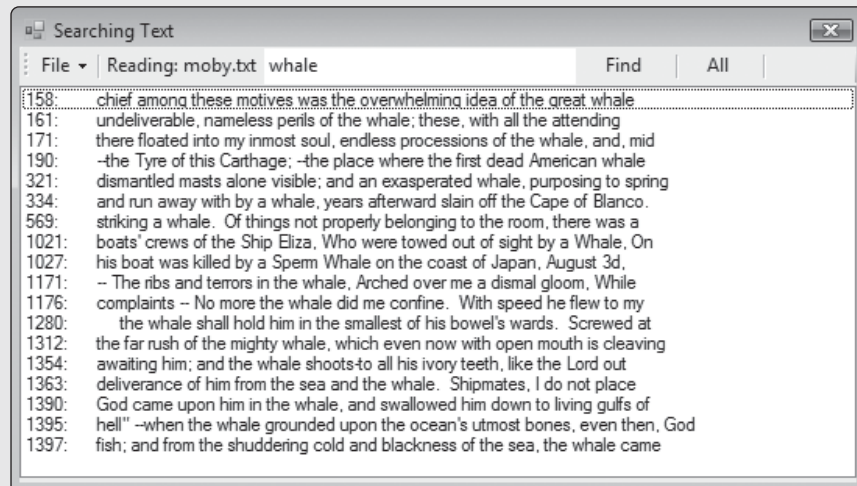 Searching Text
File Reading: moby.txt whale Find All
158: chief among these motives was the overwhelming idea of the great whale
161: undeliverable, nameless perils of the whale; these, with all the attending
171: there floated into my inmost soul, endless processions of the whale, and, mid
190: --the Tyre of this Carthage; --the place where the first dead American whale
321: dismantled masts alone visible; and an exasperated whale, purposing to spring
334: and run away with by a whale, years afterward slain off the Cape of Blanco.
569: striking a whale.  Of things not properly belonging to the room, there was a
1021: boats' crews of the Ship Eliza, Who were towed out of sight by a Whale, On
1027: his boat was killed by a Sperm Whale on the coast of Japan, August 3d,
1171: -- The ribs and terrors in the whale, Arched over me a dismal gloom, While
1176: complaints -- No more the whale did me confine.  With speed he flew to my
1280: the whale shall hold him in the smallest of his bowel's wards.  Screwed at
1312: the far rush of the mighty whale, which even now with open mouth is cleaving
1354: awaiting him; and the whale shoots-to all his ivory teeth, like the Lord out
1363: deliverance of him from the sea and the whale.  Shipmates, I do not place
1390: God came upon him in the whale, and swallowed him down to living gulfs of
1395: hell" --when the whale grounded upon the ocean's utmost bones, even then, God
1397: fish; and from the shuddering cold and blackness of the sea, the whale came